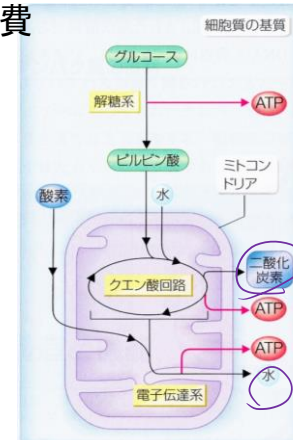 費
細胞質の基質
グルコース
解糖系
ATP
ピルビン酸
ミトコン
ドリア
酸素
水
クエン酸回路
二酸化
炭素
ATP
ATP
水
電子伝達系